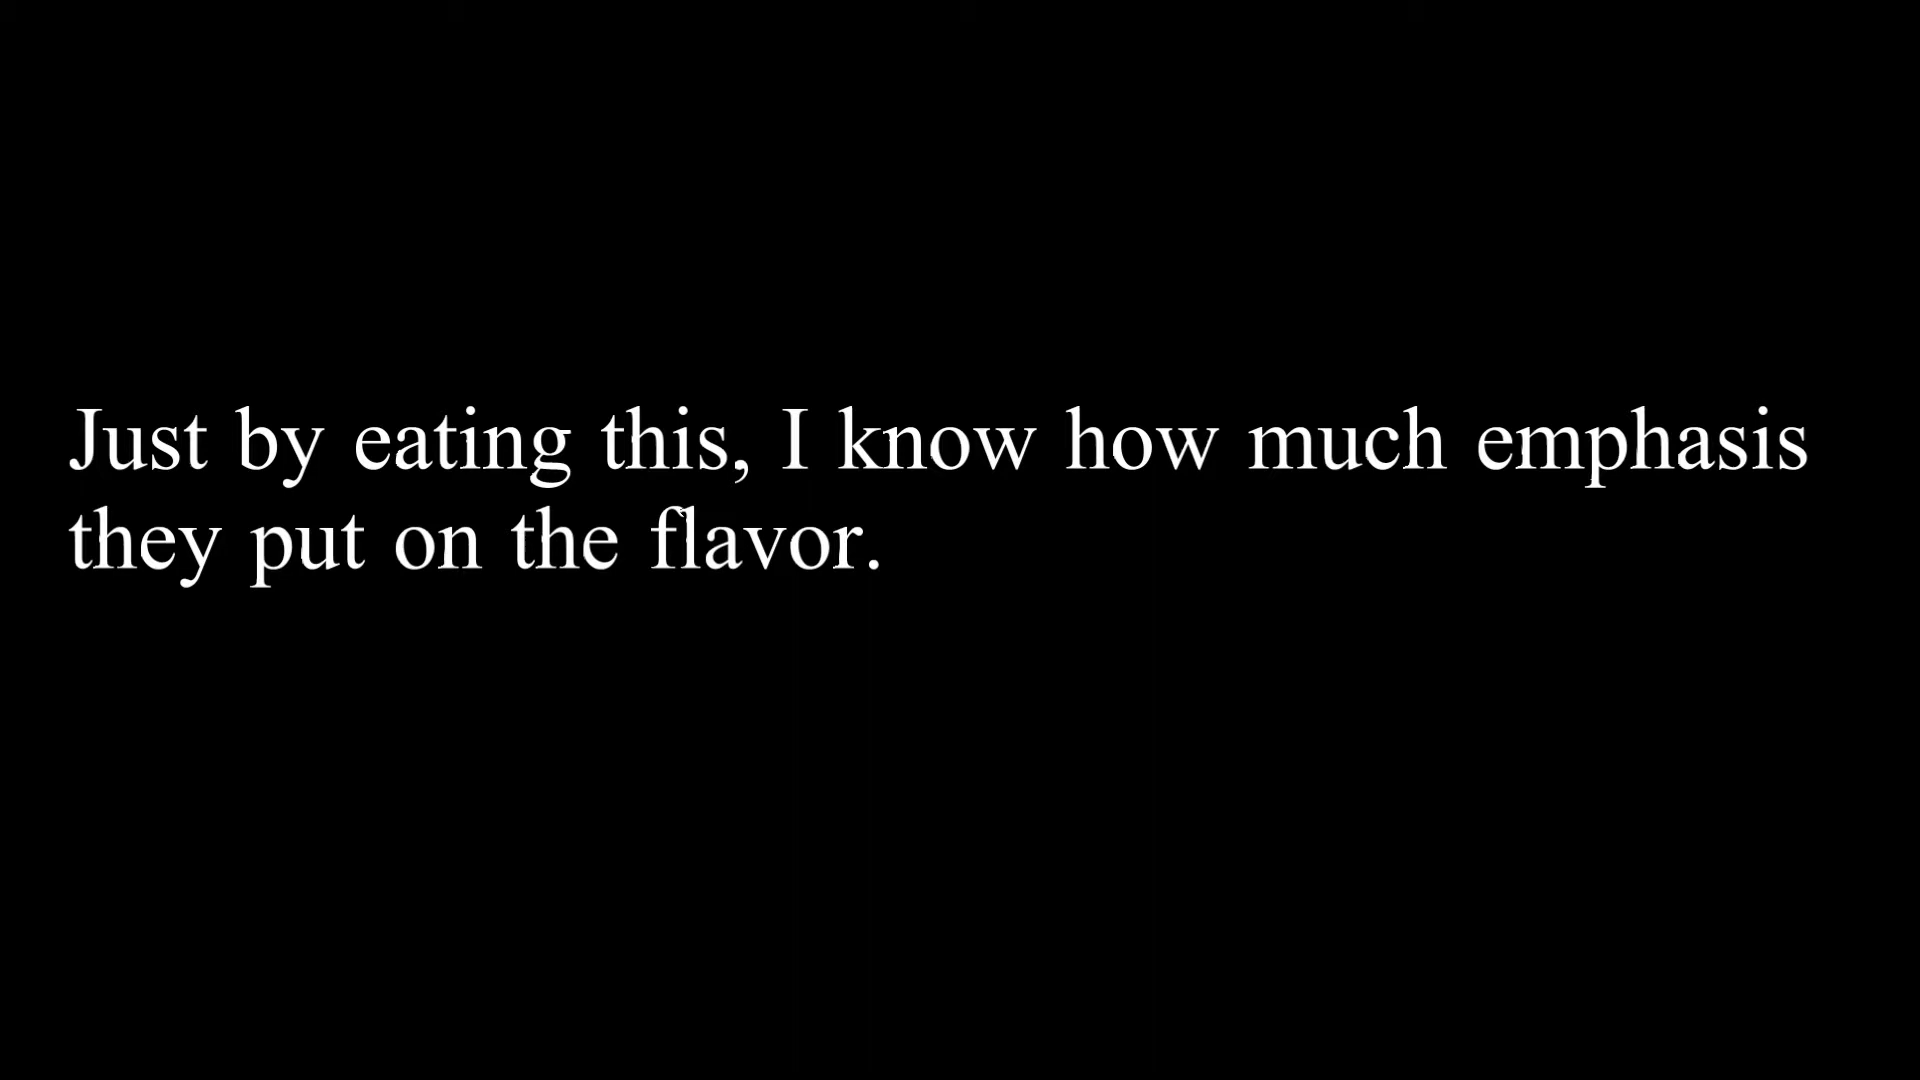 Just by eating this, I know how much emphasis
they put on the flavor.